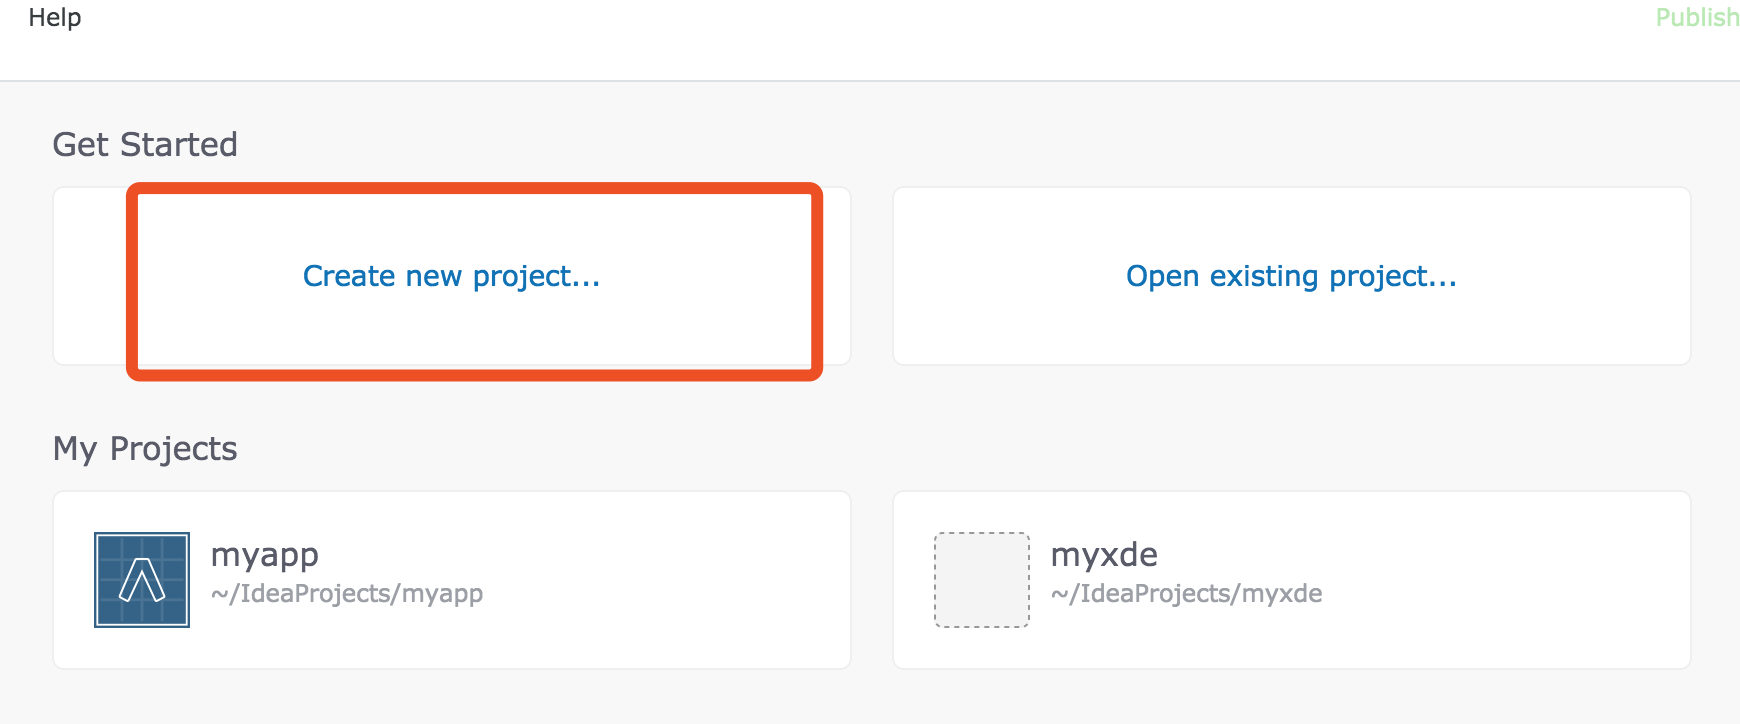 Help
Publish
Get Started
Create new project...
Open existing project...
My Projects
myapp
~/IdeaProjects/myapp
myxde
~/IdeaProjects/myxde